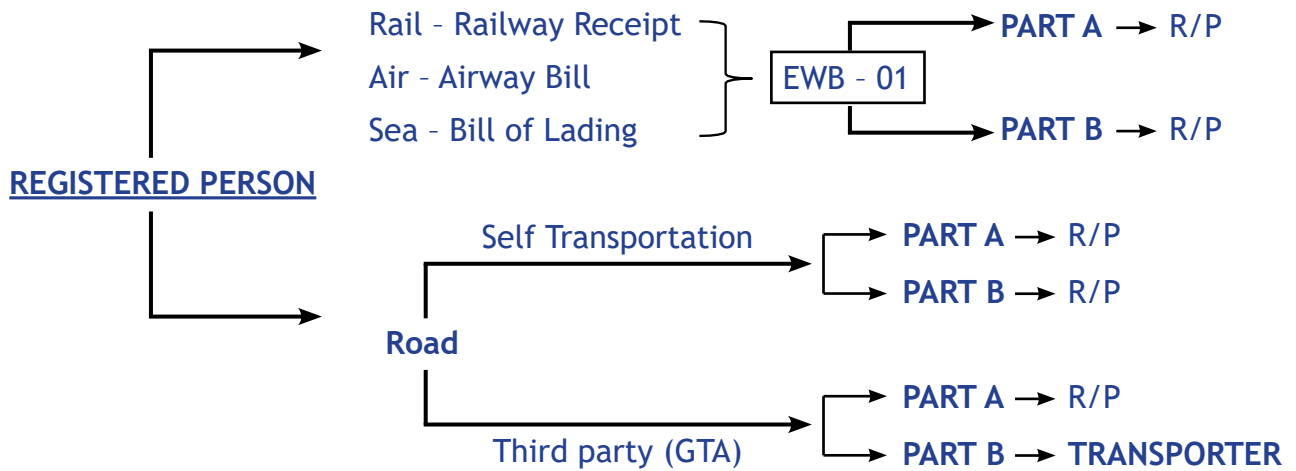 Rail – Railway Receipt
Air – Airway Bill
Sea – Bill of Lading
EWB – 01
PART A → R/P
PART B → R/P
REGISTERED PERSON
Self Transportation
PART A → R/P
PART B → R/P
Road
Third party (GTA)
PART A → R/P
PART B → TRANSPORTER